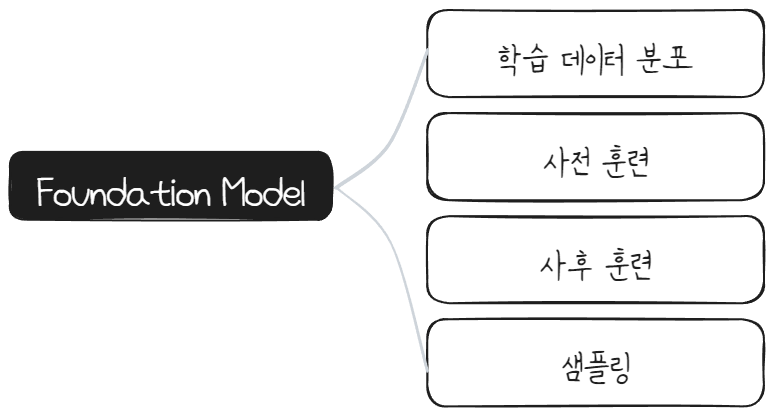 Foundation Model
학습 데이터 분포
사전 훈련
사후 훈련
샘플링